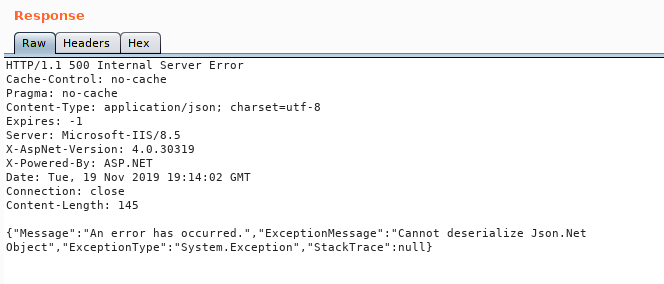 Response
Raw Headers Hex
HTTP/1.1 500 Internal Server Error
Cache-Control: no-cache
Pragma: no-cache
Content-Type: application/json; charset=utf-8
Expires: -1
Server: Microsoft-IIS/8.5
X-AspNet-Version: 4.0.30319
X-Powered-By: ASP.NET
Date: Tue, 19 Nov 2019 19:14:02 GMT
Connection: close
Content-Length: 145

{"Message":"An error has occurred.","ExceptionMessage":"Cannot deserialize Json.Net
Object","ExceptionType":"System.Exception","StackTrace":null}